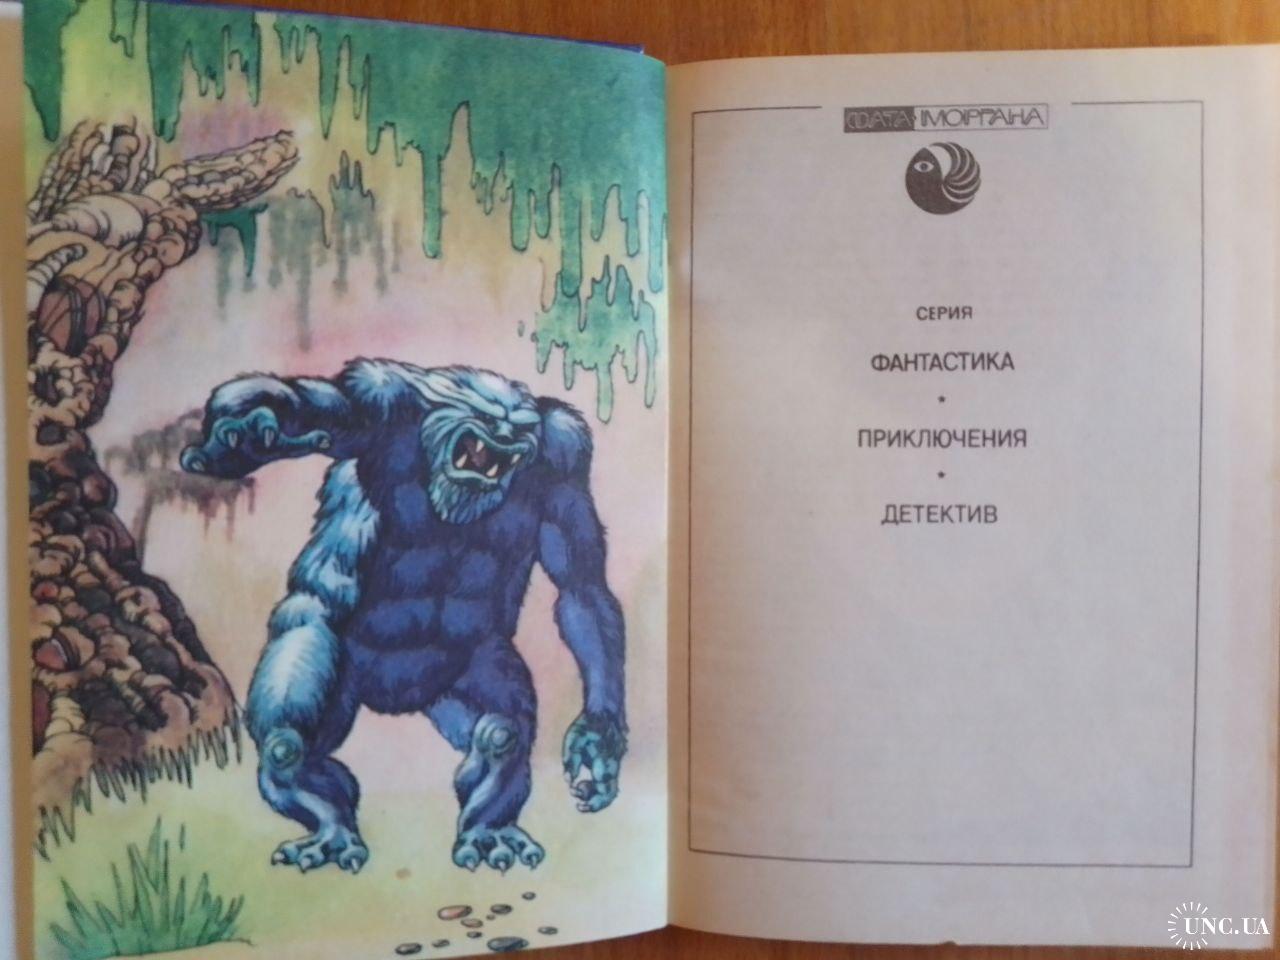 ФАТА МОРГАНА
СЕРИЯ
ФАНТАСТИКА
*
ПРИКЛЮЧЕНИЯ
*
ДЕТЕКТИВ
UNC.UA